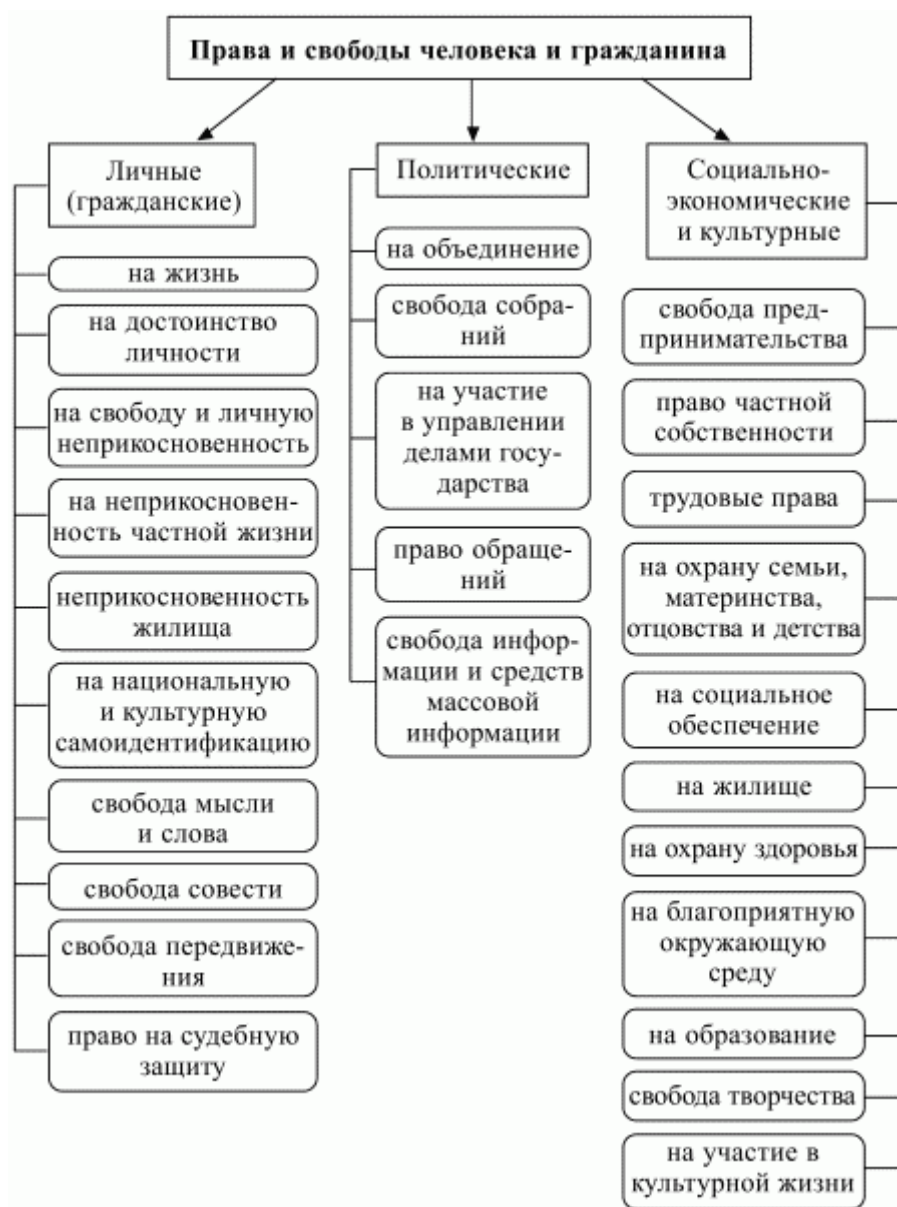 Права и свободы человека и гражданина
Личные
(гражданские)
на жизнь
на достоинство
личности
на свободу и личную
неприкосновенность
на неприкосновен-
ность частной жизни
неприкосновенность
жилища
на национальную
и культурную
самоидентификацию
свобода мысли
и слова
свобода совести
свобода передвиже-
ния
право на судебную
защиту
Политические
на объединение
свобода собра-
ний
на участие
в управлении
делами госу-
дарства
право обраще-
ний
свобода инфор-
мации и средств
массовой
информации
Социально-
экономические
и культурные
свобода пред-
принимательства
право частной
собственности
трудовые права
на охрану семьи,
материнства,
отцовства и детства
на социальное
обеспечение
на жилище
на охрану здоровья
на благоприятную
окружающую
среду
на образование
свобода творчества
на участие в
культурной жизни